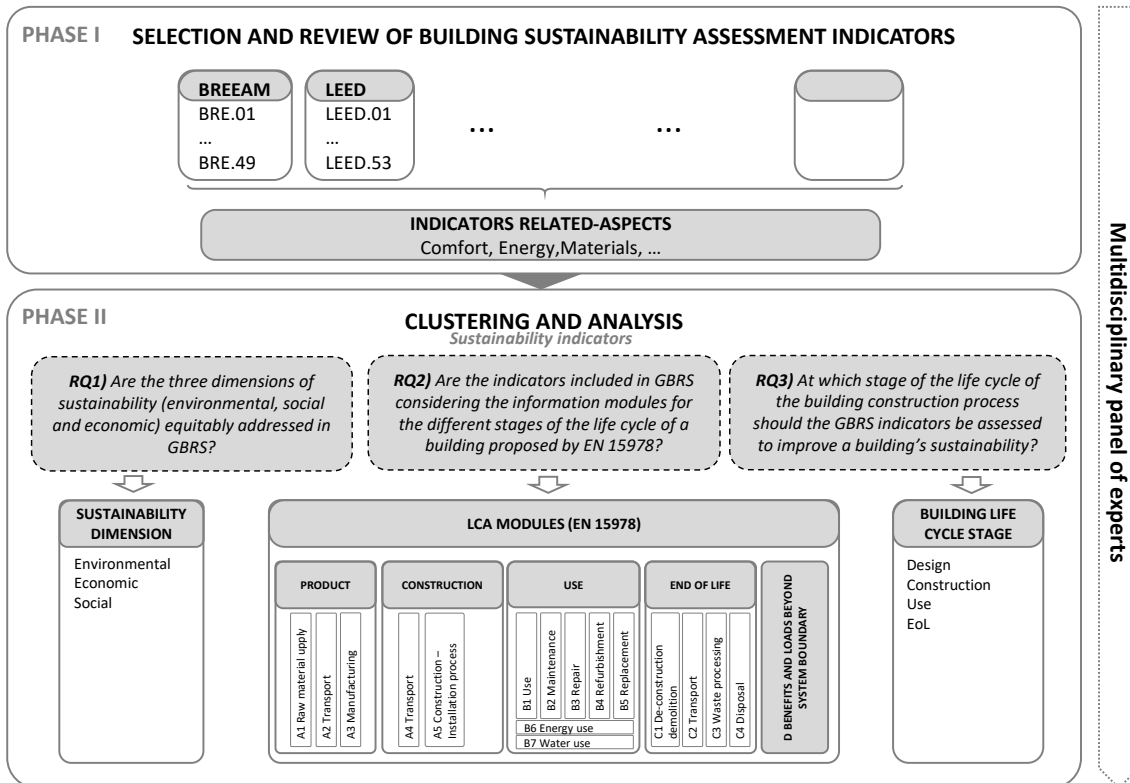 PHASE I
SELECTION AND REVIEW OF BUILDING SUSTAINABILITY ASSESSMENT INDICATORS
BREEAM
BRE.01
…
BRE.49
LEED
LEED.01
…
LEED.53
…
…
INDICATORS RELATED-ASPECTS
Comfort, Energy,Materials, …
PHASE II
CLUSTERING AND ANALYSIS
Sustainability indicators
RQ1) Are the three dimensions of
sustainability (environmental, social
and economic) equitably addressed in
GBRS?
RQ2) Are the indicators included in GBRS
considering the information modules for
the different stages of the life cycle of a
building proposed by EN 15978?
RQ3) At which stage of the life cycle of
the building construction process
should the GBRS indicators be assessed
to improve a building's sustainability?
SUSTAINABILITY
DIMENSION
Environmental
Economic
Social
LCA MODULES (EN 15978)
PRODUCT
A1 Raw material upply
A2 Transport
A3 Manufacturing
CONSTRUCTION
A4 Transport
A5 Construction –
Installation process
USE
B1 Use
B2 Maintenance
B3 Repair
B4 Refurbishment
B5 Replacement
B6 Energy use
B7 Water use
END OF LIFE
C1 De-construction
demolition
C2 Transport
C3 Waste processing
C4 Disposal
D BENEFITS AND LOADS BEYOND
SYSTEM BOUNDARY
BUILDING LIFE
CYCLE STAGE
Design
Construction
Use
EoL
Multidisciplinary panel of experts